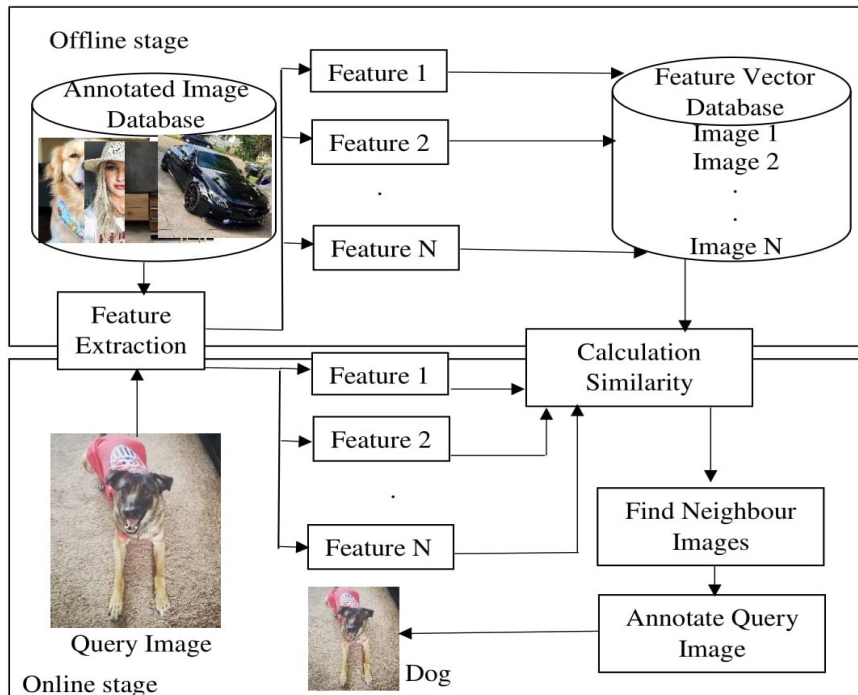 Offline stage
Annotated Image
Database
Feature 1
Feature 2
.
Feature N
Feature Vector
Database
Image 1
Image 2
.
.
Image N
Feature
Extraction
Calculation
Similarity
Feature 1
Feature 2
.
Feature N
Find Neighbour
Images
Annotate Query
Image
Query Image
Dog
Online stage